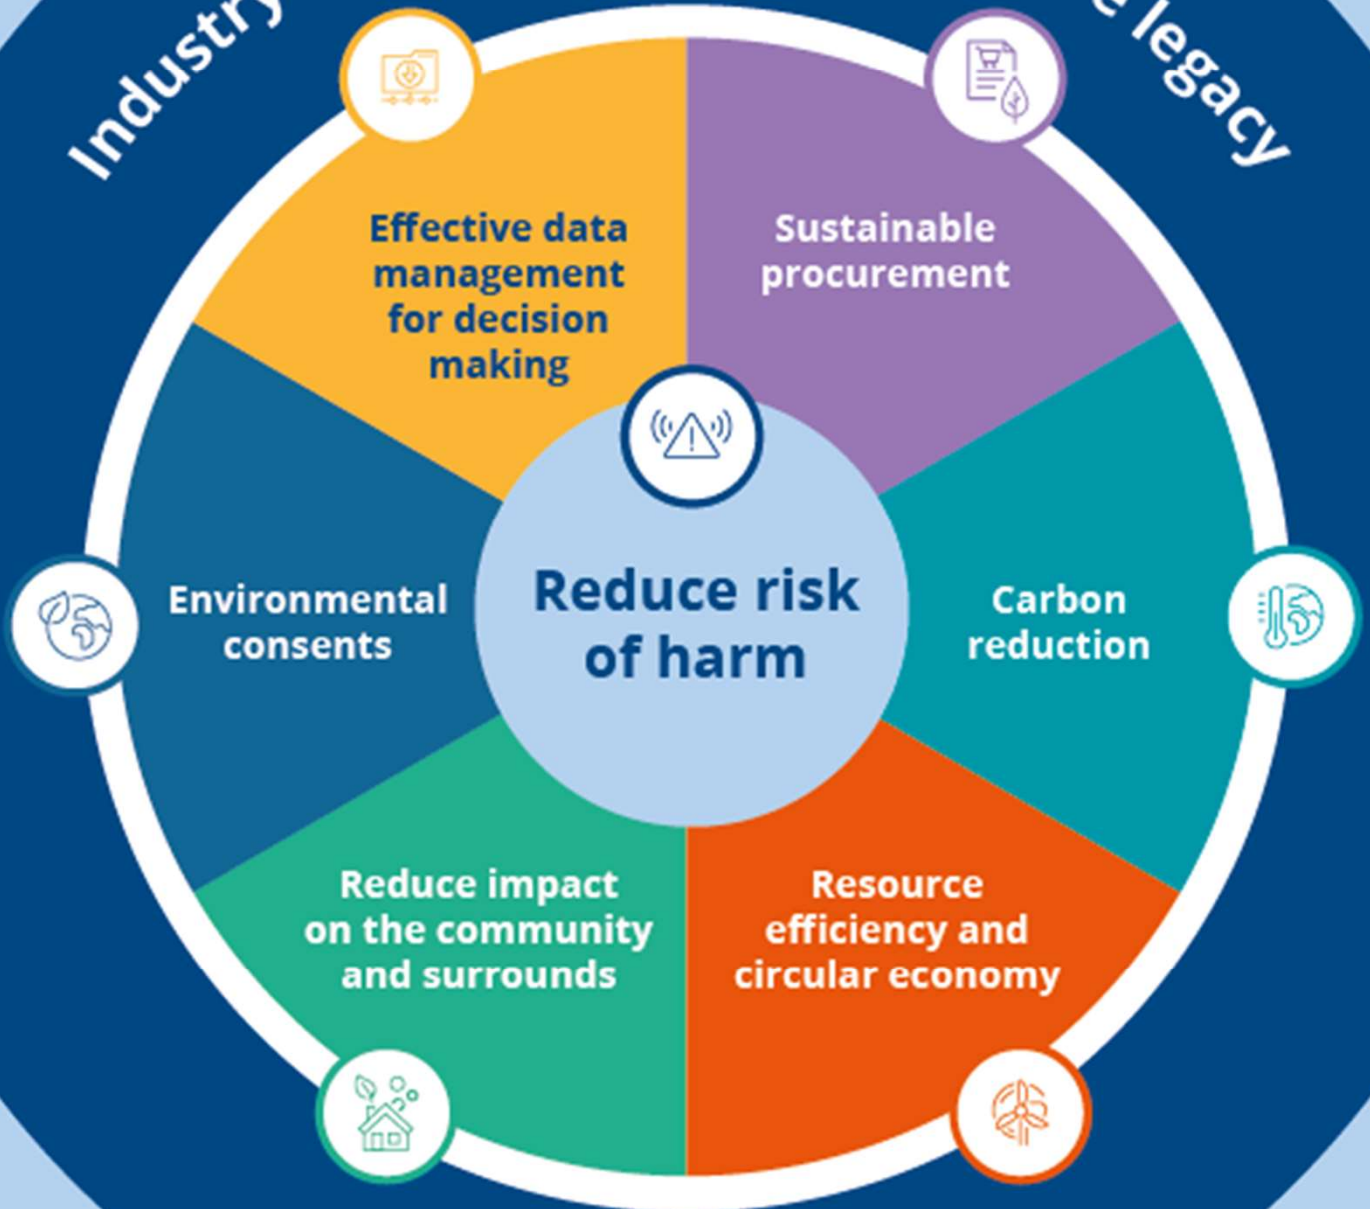 Industry
legacy
Effective data
management
for decision
making
Sustainable
procurement
Environmental
consents
Reduce risk
of harm
Carbon
reduction
Reduce impact
on the community
and surrounds
Resource
efficiency and
circular economy